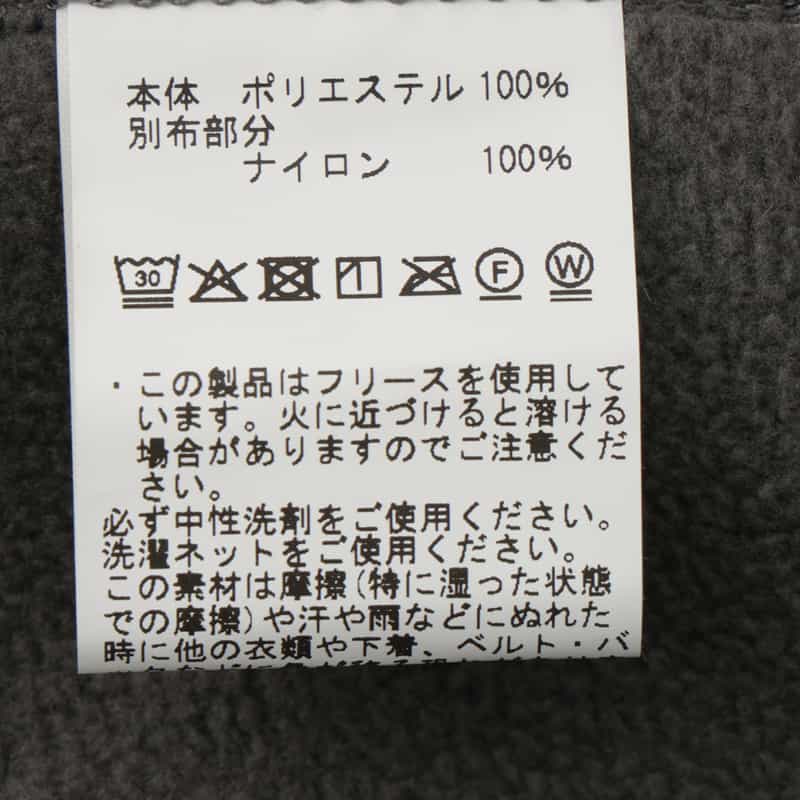 本体 ポリエステル 100%
別布部分
ナイロン 100%
30
F
W
・この製品はフリースを使用して
います。火に近づけると溶ける
場合がありますのでご注意くだ
さい。
必ず中性洗剤をご使用ください。
洗濯ネットをご使用ください。
この素材は摩擦(特に湿った状態
での摩擦)や汗や雨などにぬれた
時に他の衣類や下着、ベルト・バ